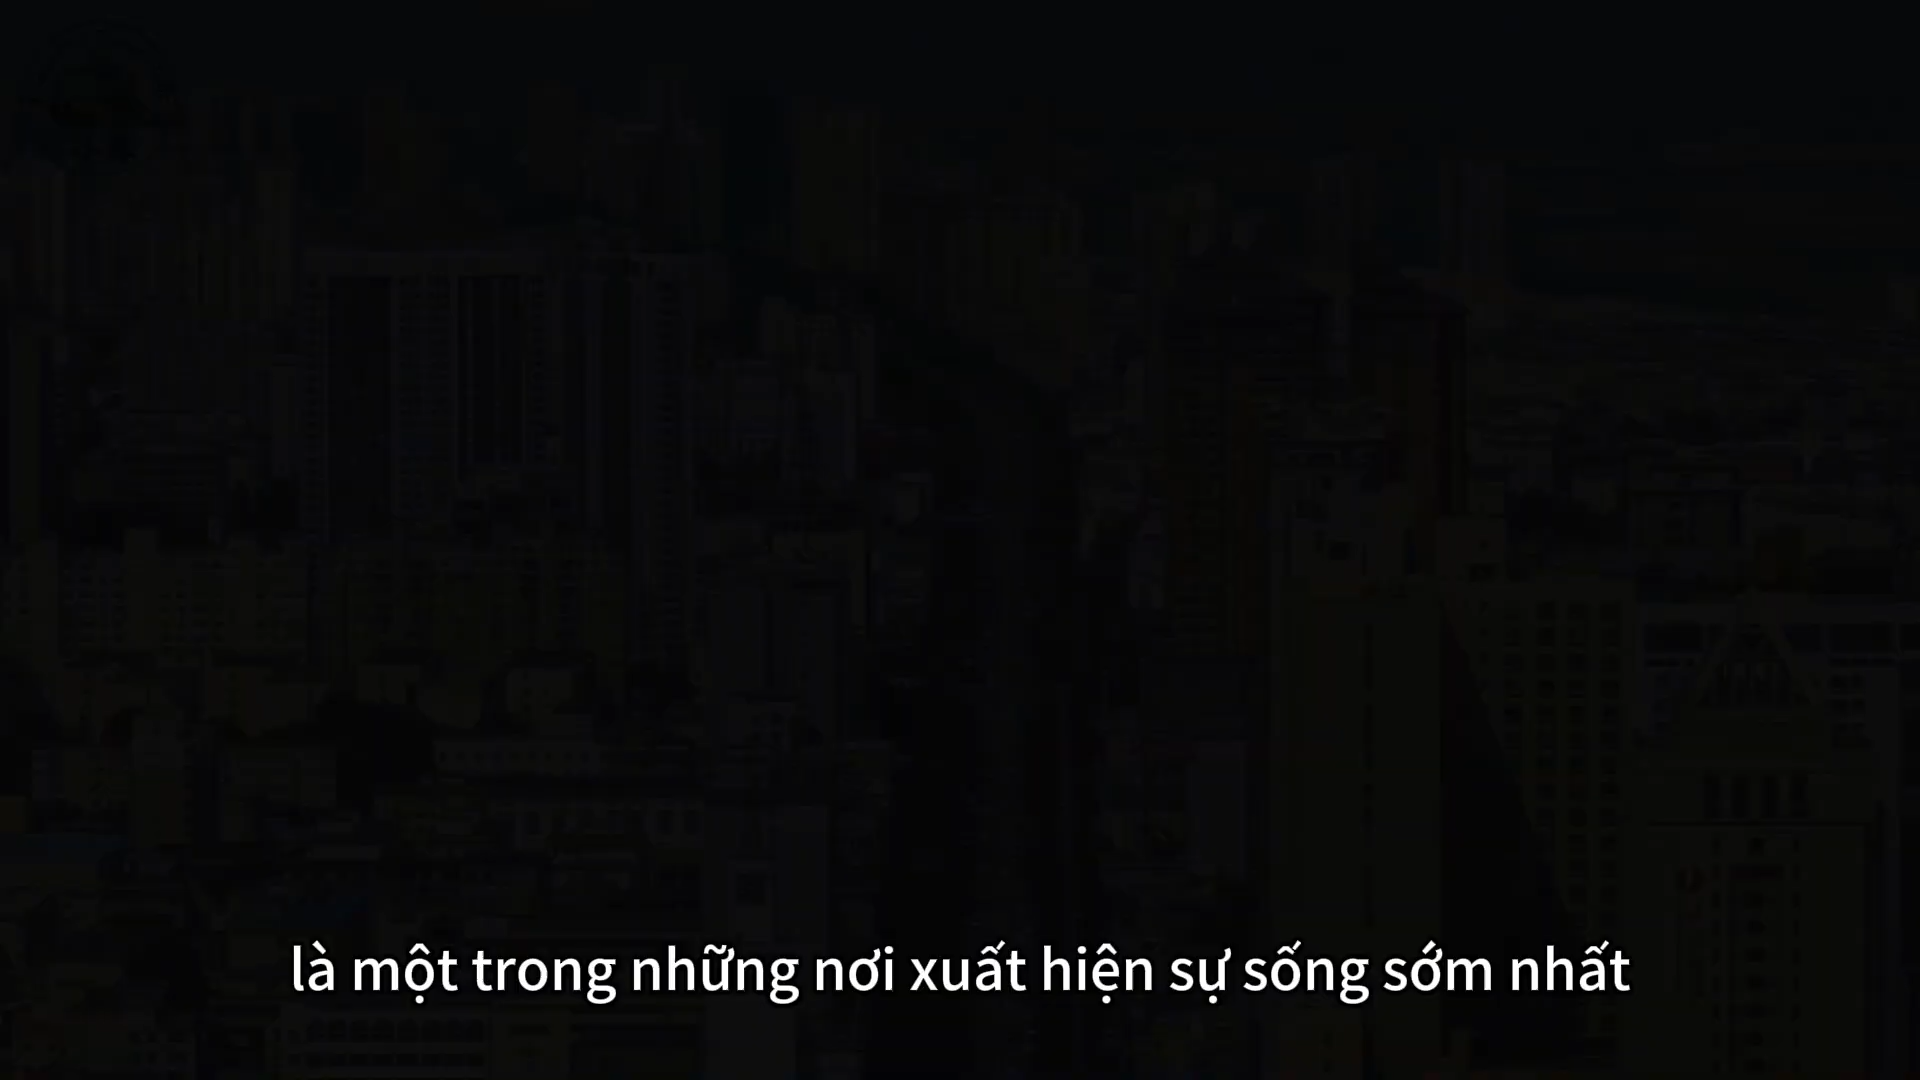 là một trong những nơi xuất hiện sự sống sớm nhất